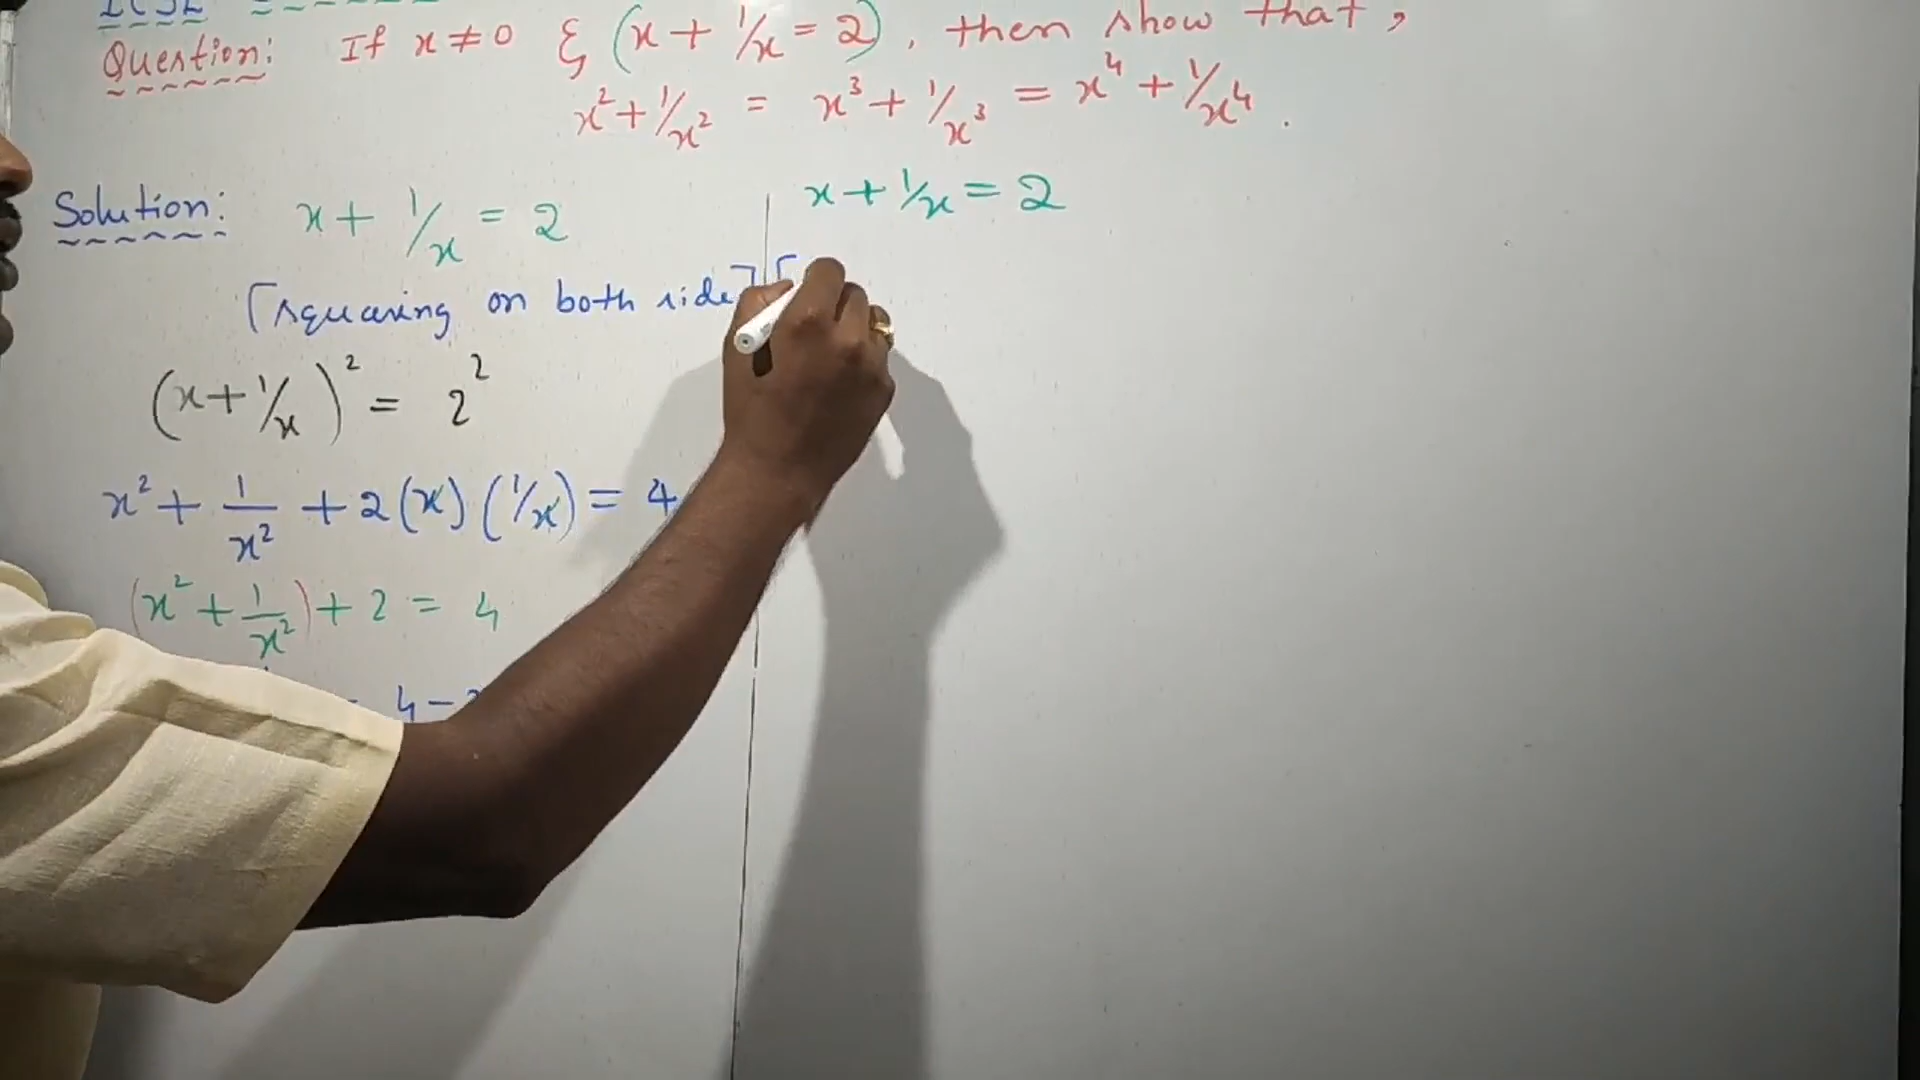 Question: If x ≠ 0 & (x + 1/x = 2), then show that,
x² + 1/x² = x³ + 1/x³ = x⁴ + 1/x⁴.
Solution: x + 1/x = 2
[squaring on both side]
(x + 1/x)² = 2²
x² + 1/x² + 2(x)(1/x) = 4
(x² + 1/x²) + 2 = 4
4 -
x + 1/x = 2
[